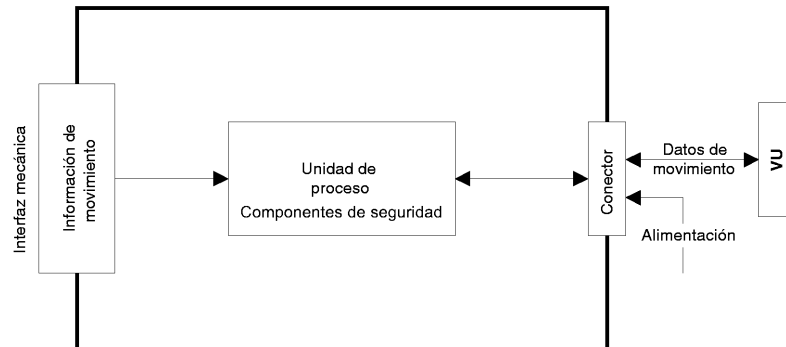 Interfaz mecánica
Información de
movimiento
Unidad de
proceso
Componentes de seguridad
Conector
Datos de
movimiento
Alimentación
VU